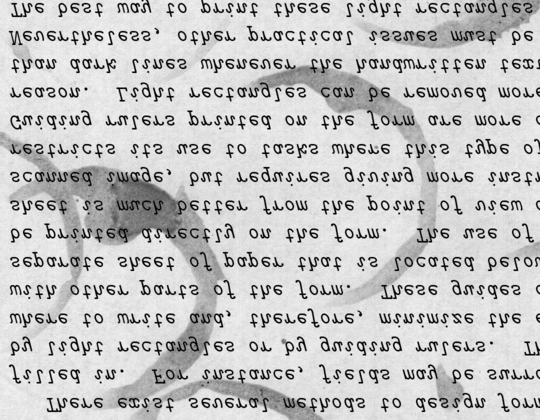 There exist several methods to design form
filled in. For instance, fields may be surro
by light rectangles or by guiding rulers. Th
where to write and, therefore, minimize the e
with other parts of the form. These guides c
separate sheet of paper that is located below
be printed directly on the form. The use of
sheet is much better from the point of view o
scanned image, but requires giving more instr
restricts its use to tasks where this type of
Guiding rulers printed on the form are more c
reason. Light rectangles can be removed more
than dark lines whenever the handwritten text
Nevertheless, other practical issues must be
The best way to print these light rectangles